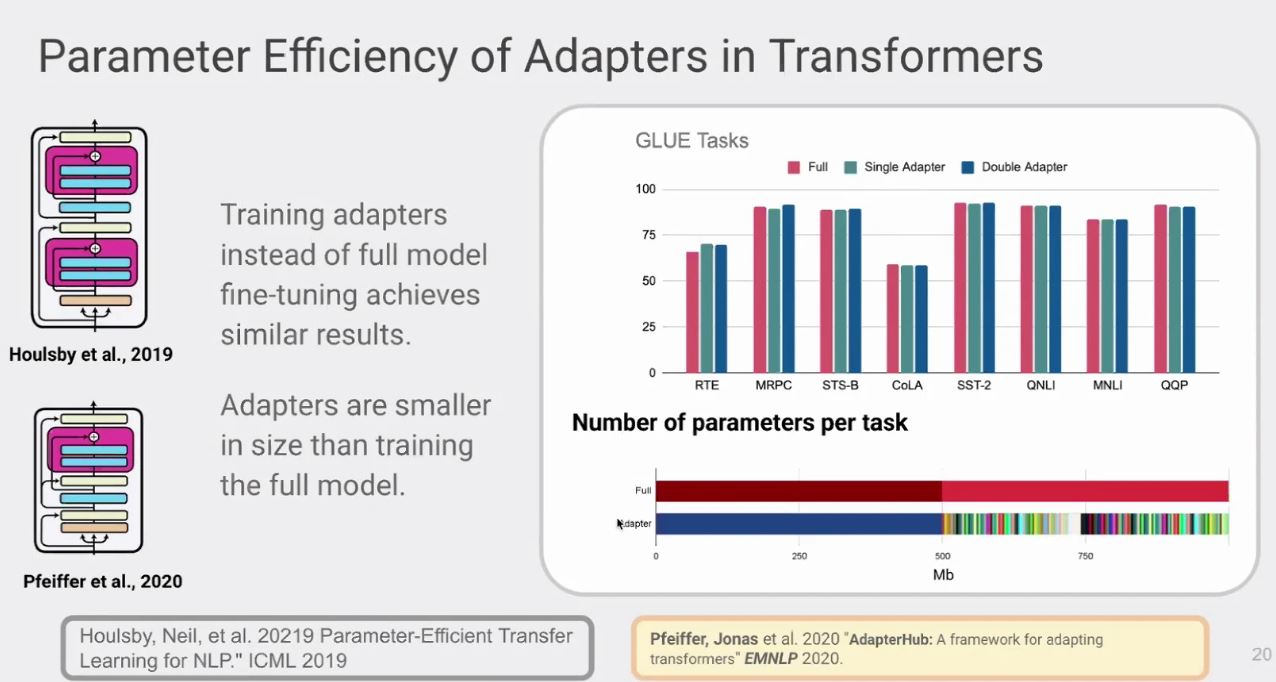 Parameter Efficiency of Adapters in Transformers
Houlsby et al., 2019
Pfeiffer et al., 2020
Training adapters
instead of full model
fine-tuning achieves
similar results.
Adapters are smaller
in size than training
the full model.
GLUE Tasks
Full Single Adapter Double Adapter
100
75
50
25
0
RTE MRPC STS-B CoLA SST-2 QNLI MNLI QQP
Number of parameters per task
Full
dapter
0 250 500 750
Mb
Houlsby, Neil, et al. 20219 Parameter-Efficient Transfer
Learning for NLP." ICML 2019
Pfeiffer, Jonas et al. 2020 "AdapterHub: A framework for adapting
transformers" EMNLP 2020.
20